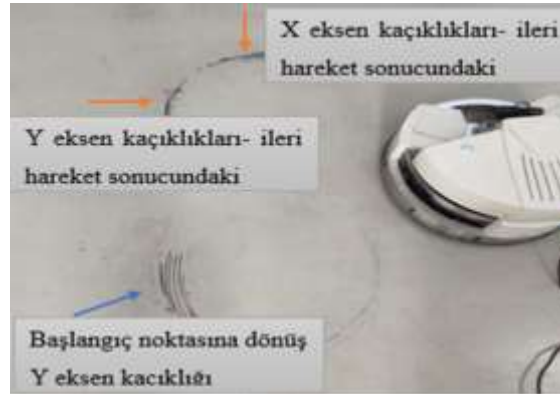 X eksen kaçıklıkları- ileri
hareket sonucundaki
Y eksen kaçıklıkları- ileri
hareket sonucundaki
Başlangıç noktasına dönüş
Y eksen kacıklığı